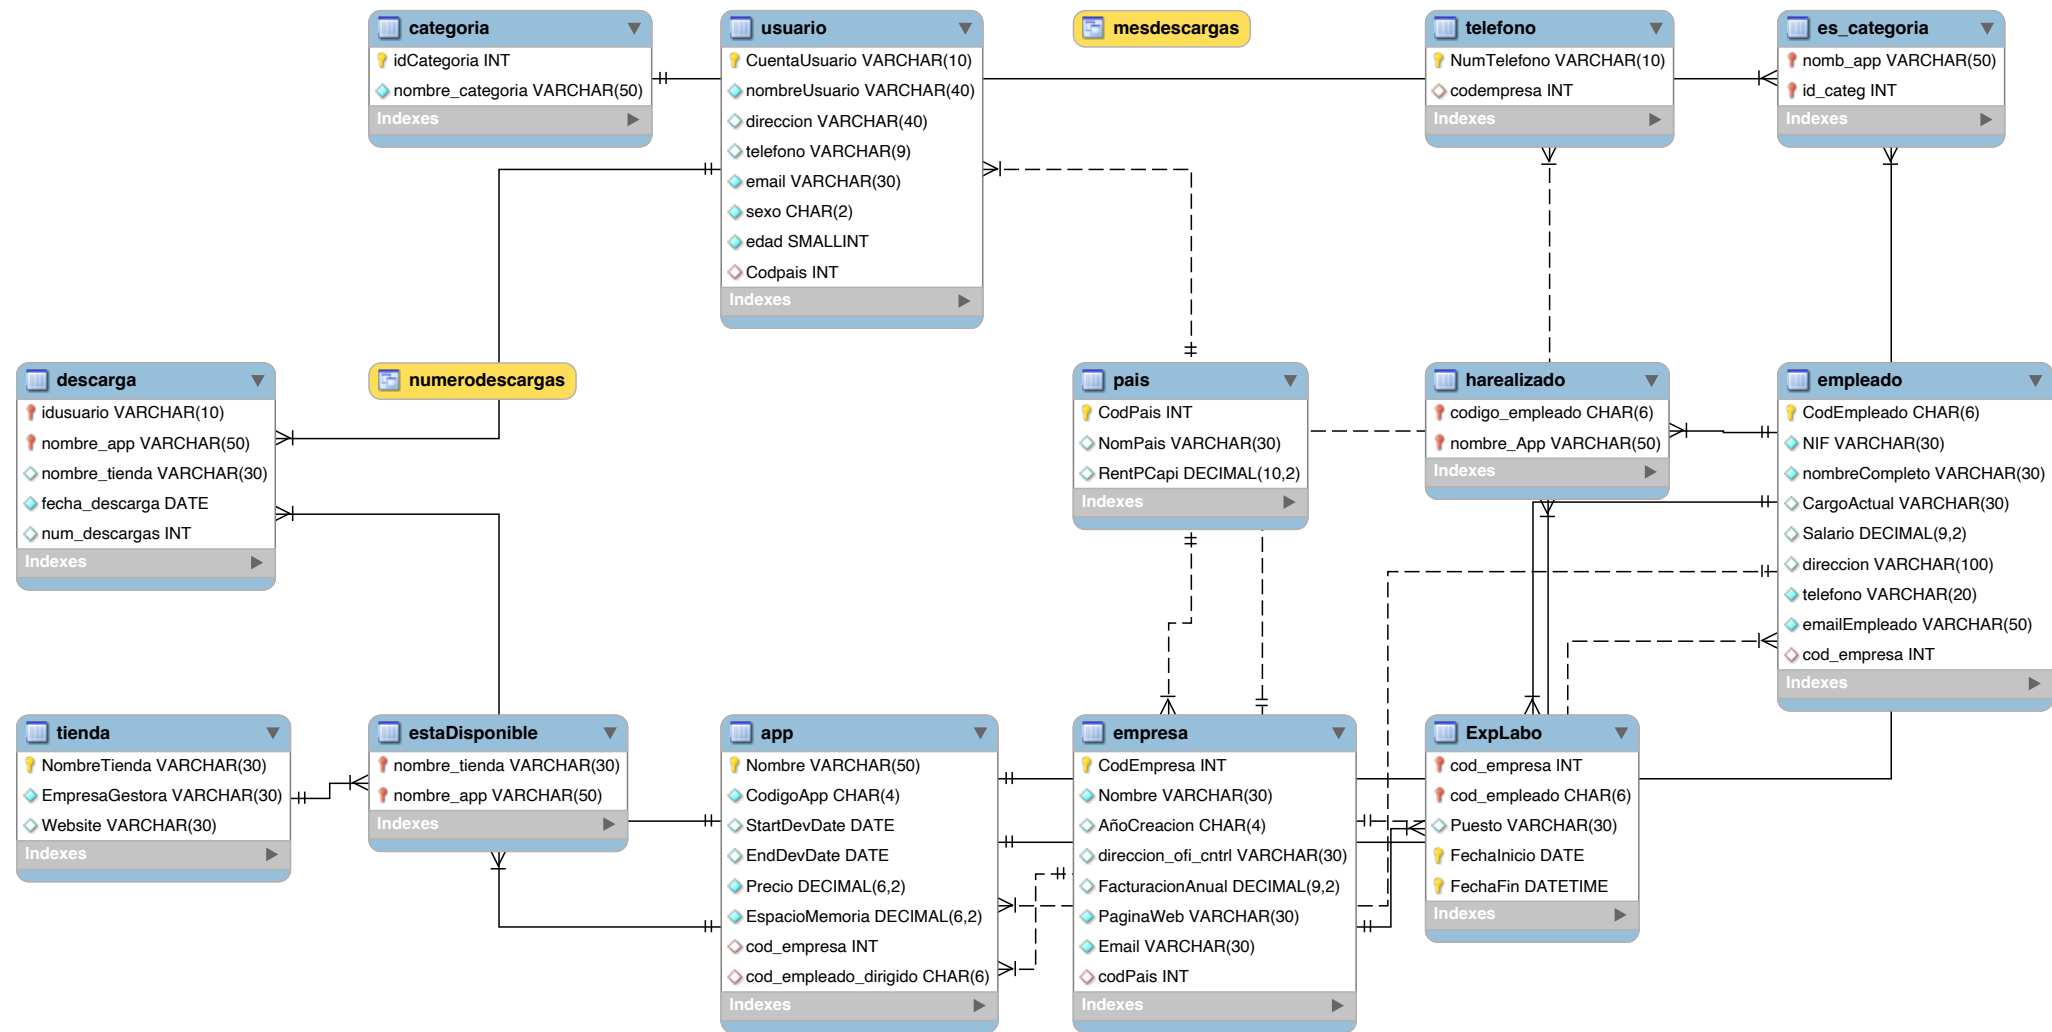 categoria
idCategoria INT
nombre_categoria VARCHAR(50)
Indexes
usuario
CuentaUsuario VARCHAR(10)
nombreUsuario VARCHAR(40)
direccion VARCHAR(40)
telefono VARCHAR(9)
email VARCHAR(30)
sexo CHAR(2)
edad SMALLINT
Codpais INT
Indexes
mesdescargas
telefono
NumTelefono VARCHAR(10)
codempresa INT
Indexes
es_categoria
nomb_app VARCHAR(50)
id_categ INT
Indexes
descarga
idusuario VARCHAR(10)
nombre_app VARCHAR(50)
nombre_tienda VARCHAR(30)
fecha_descarga DATE
num_descargas INT
Indexes
numerodescargas
pais
CodPais INT
NomPais VARCHAR(30)
RentPCapi DECIMAL(10,2)
Indexes
harealizado
codigo_empleado CHAR(6)
nombre_App VARCHAR(50)
Indexes
empleado
CodEmpleado CHAR(6)
NIF VARCHAR(30)
nombreCompleto VARCHAR(30)
CargoActual VARCHAR(30)
Salario DECIMAL(9,2)
direccion VARCHAR(100)
telefono VARCHAR(20)
emailEmpleado VARCHAR(50)
cod_empresa INT
Indexes
tienda
NombreTienda VARCHAR(30)
EmpresaGestora VARCHAR(30)
Website VARCHAR(30)
Indexes
estaDisponible
nombre_tienda VARCHAR(30)
nombre_app VARCHAR(50)
Indexes
app
Nombre VARCHAR(50)
CodigoApp CHAR(4)
StartDevDate DATE
EndDevDate DATE
Precio DECIMAL(6,2)
EspacioMemoria DECIMAL(6,2)
cod_empresa INT
cod_empleado_dirigido CHAR(6)
Indexes
empresa
CodEmpresa INT
Nombre VARCHAR(30)
AñoCreacion CHAR(4)
direccion_ofi_cntrl VARCHAR(30)
FacturacionAnual DECIMAL(9,2)
PaginaWeb VARCHAR(30)
Email VARCHAR(30)
codPais INT
Indexes
ExpLabo
cod_empresa INT
cod_empleado CHAR(6)
Puesto VARCHAR(30)
FechaInicio DATE
FechaFin DATETIME
Indexes